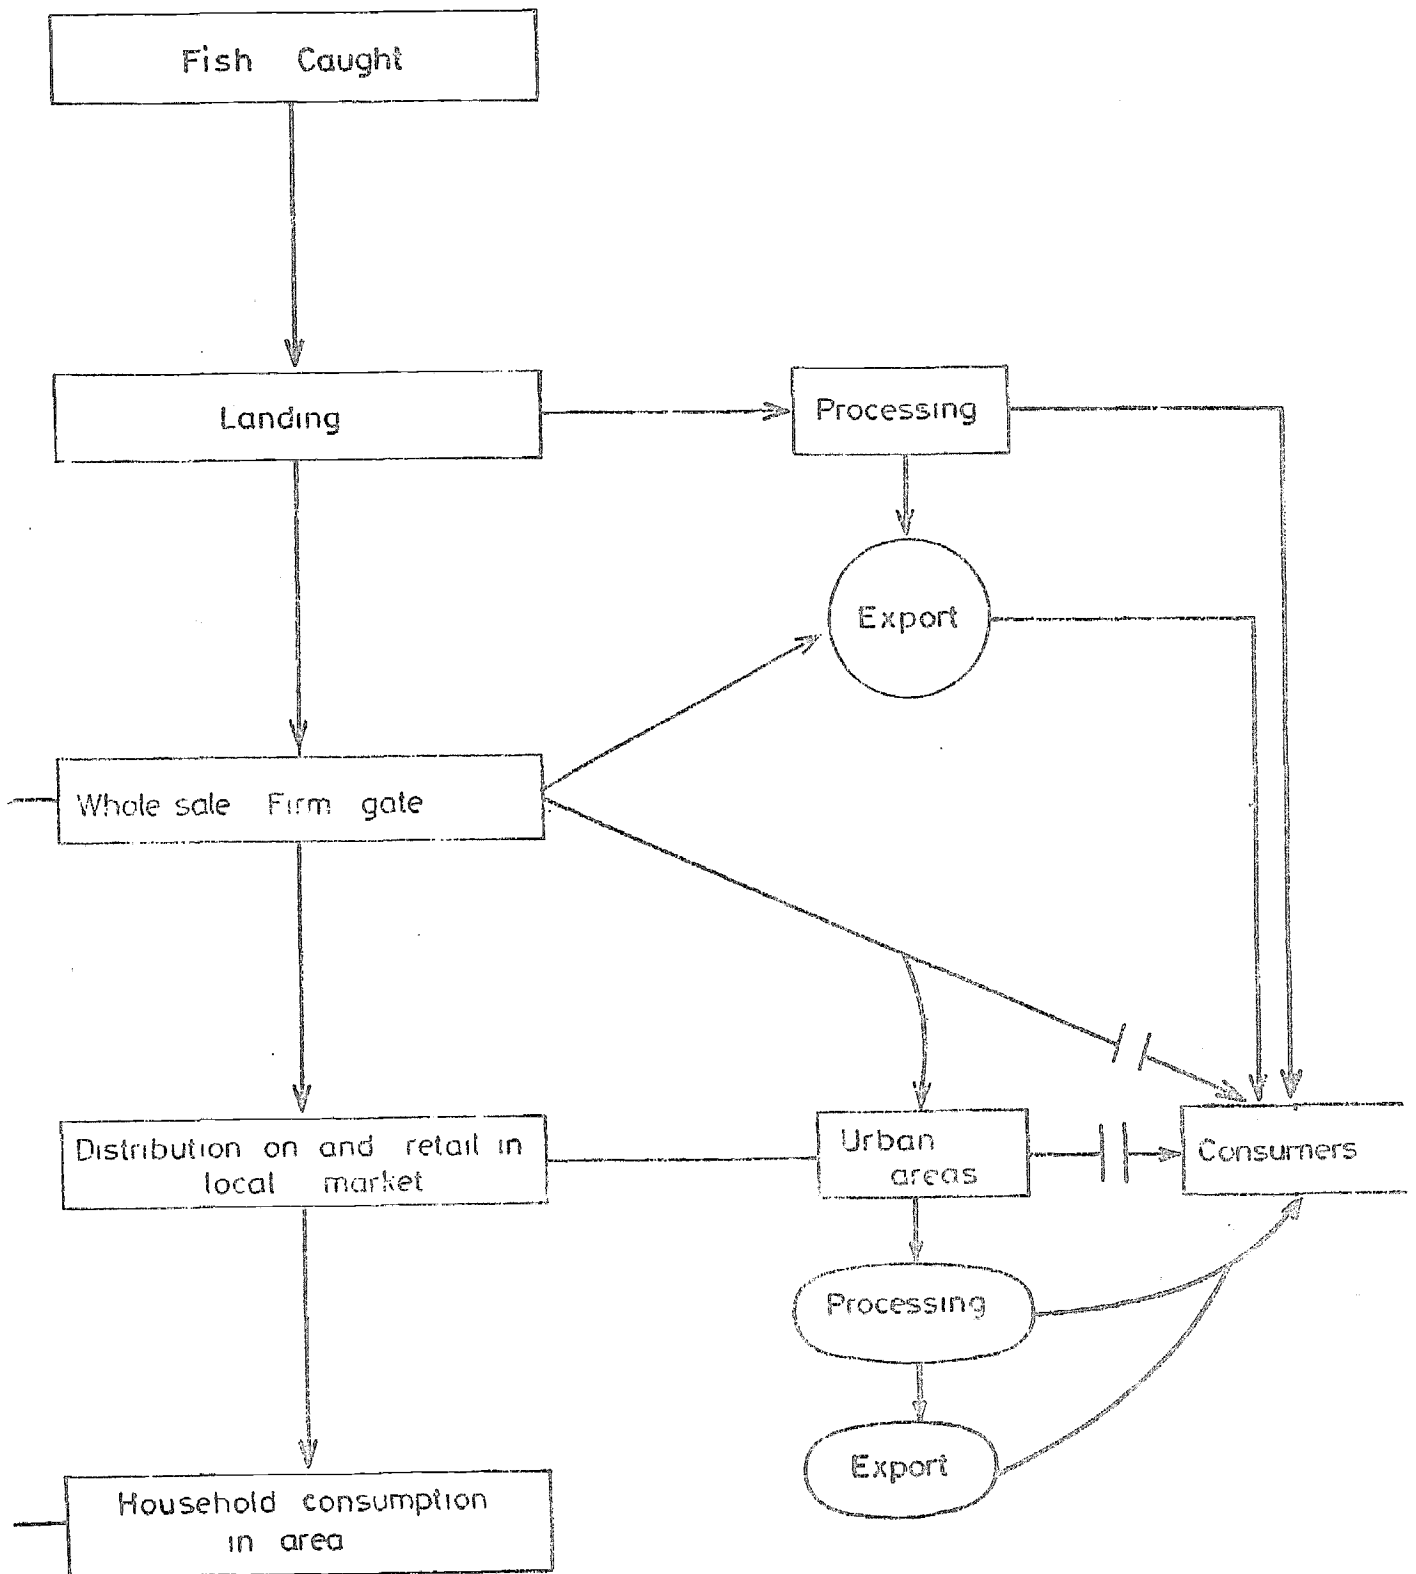 Fish Caught
Landing
Processing
Export
Whole sale Firm gate
Distribution on and retail in
local market
Urban
areas
Consumers
Processing
Export
Household consumption
in area